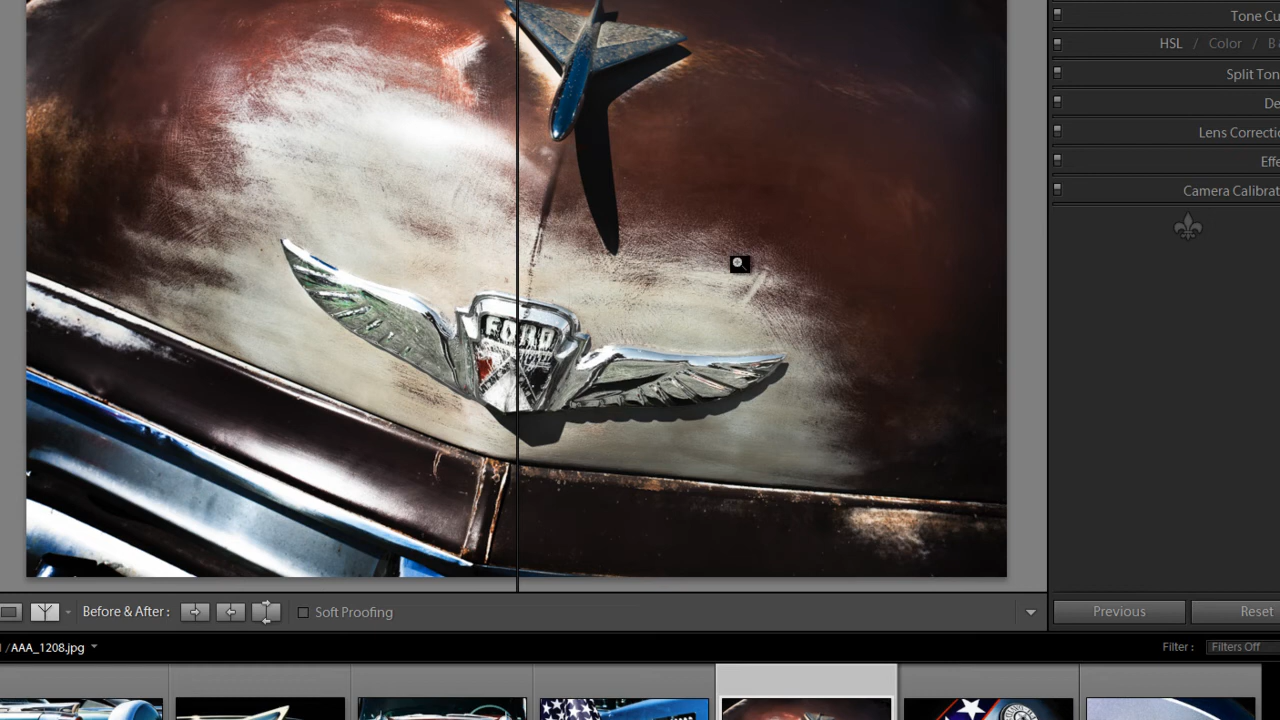 Tone Cu
HSL / Color / B
Split Ton
De
Lens Correcti
Effe
Camera Calibrat
FORD
Before & After :
Soft Proofing
Previous
Reset
/AAA_1208.jpg
Filter :
Filters Off